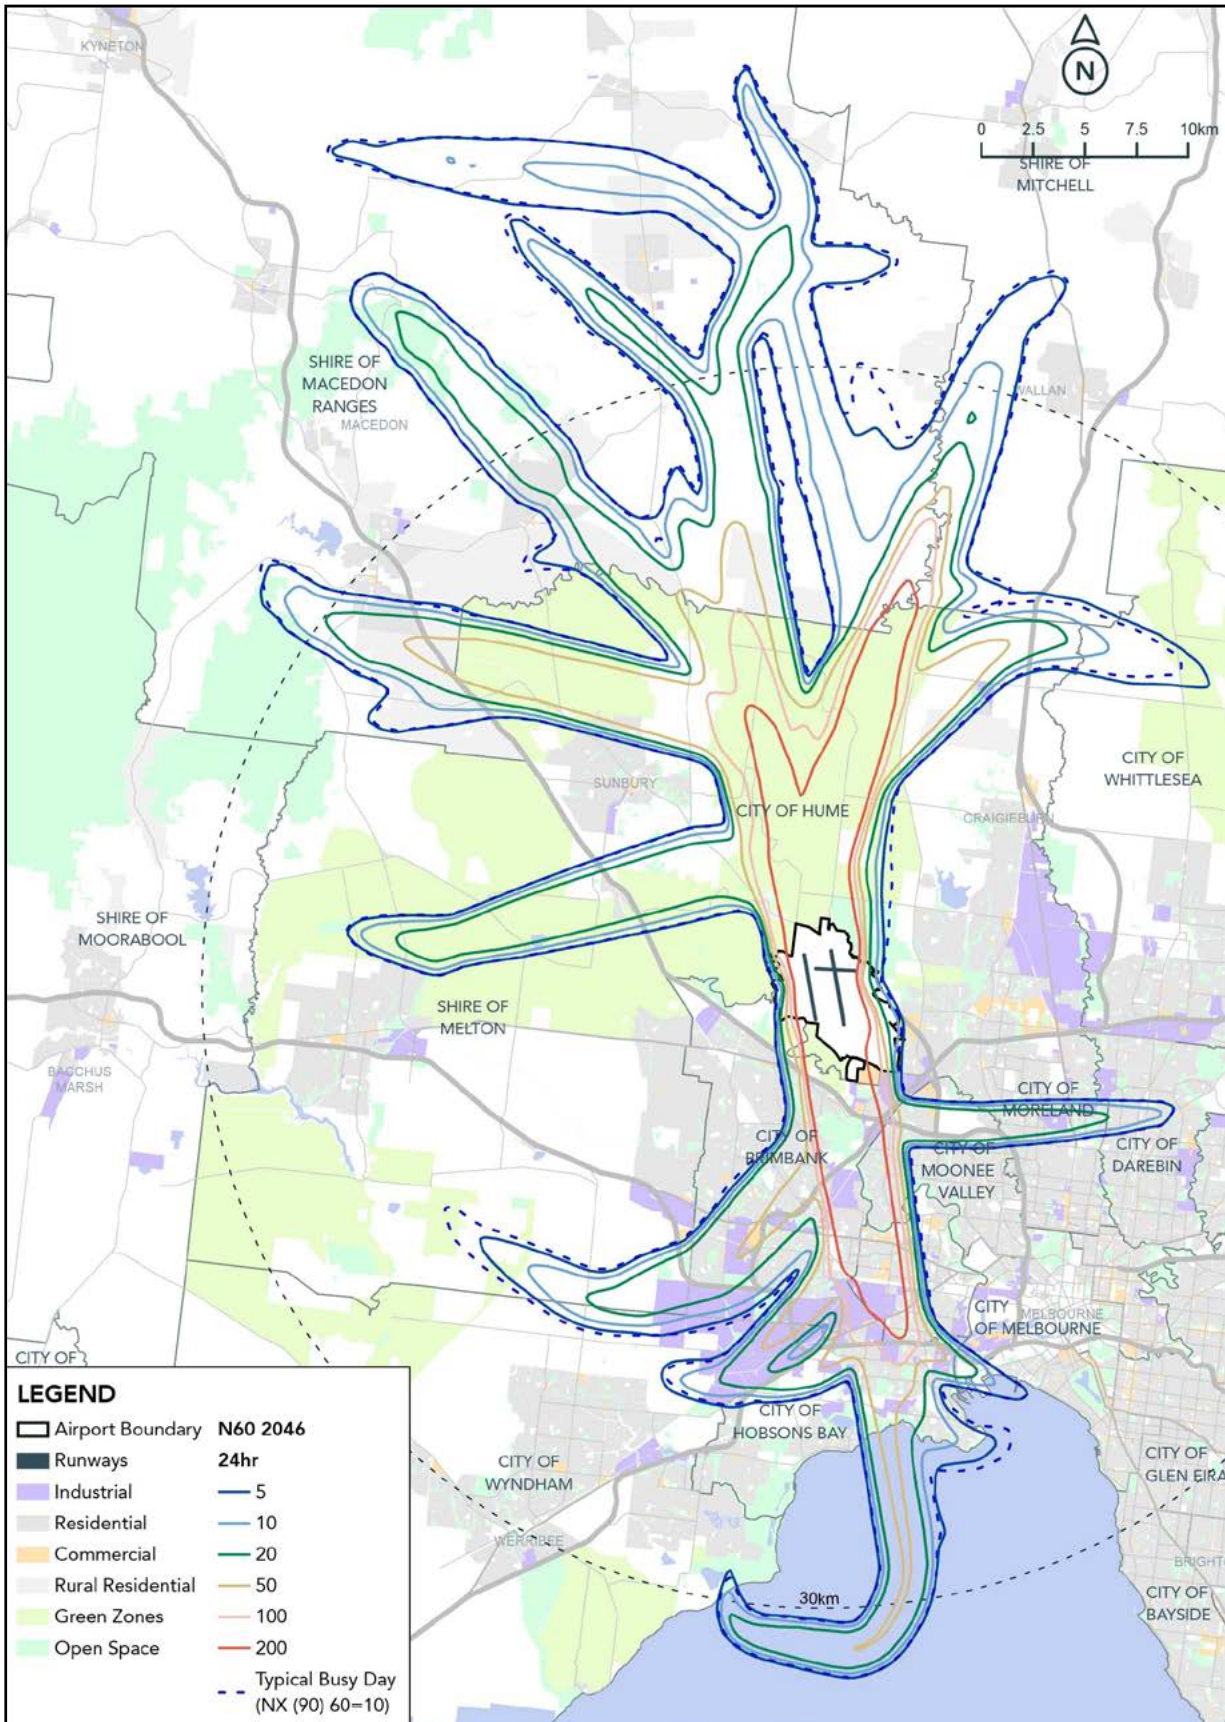 KYNETON
N
0 2.5 5 7.5 10km
SHIRE OF
MITCHELL
SHIRE OF
MACEDON
RANGES
MACEDON
WALLAN
CITY OF
WHITTLESEA
SUNBURY
CITY OF HUME
CRAIGIEBURN
SHIRE OF
MOORABOOL
SHIRE OF
MELTON
BACCHUS
MARSH
CITY OF
MORELAND
CITY OF
BRIMBANK
CITY OF
MOONEE
VALLEY
CITY OF
DAREBIN
CITY
OF MELBOURNE
MELBOURNE
CITY OF
CITY OF
HOBSONS BAY
CITY OF
WYNDHAM
WERRIBEE
CITY OF
GLEN EIRA
BRIGHTO
CITY OF
BAYSIDE
30km
LEGEND
Airport Boundary
Runways
Industrial
Residential
Commercial
Rural Residential
Green Zones
Open Space
N60 2046
24hr
5
10
20
50
100
200
Typical Busy Day
(NX (90) 60=10)